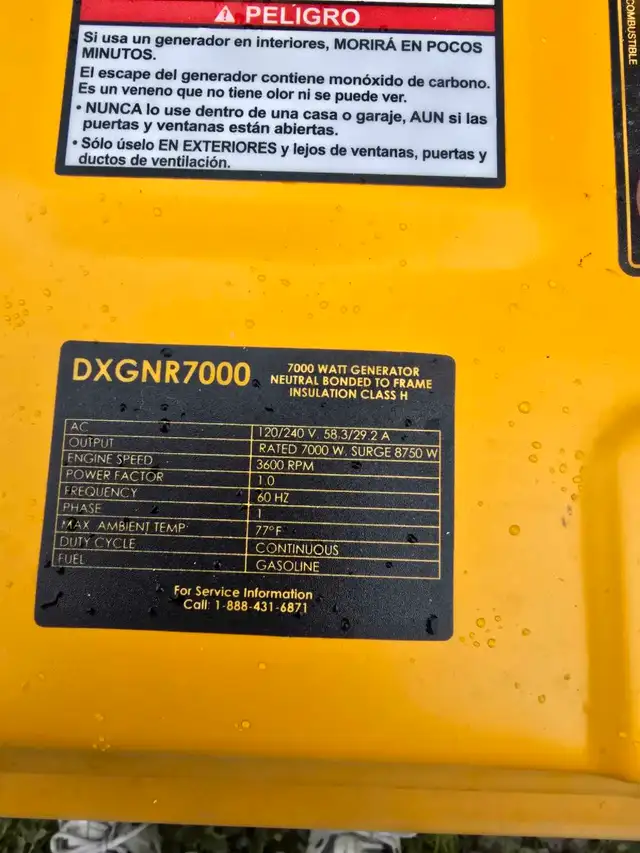 PELIGRO
Si usa un generador en interiores, MORIRÁ EN POCOS
MINUTOS.
El escape del generador contiene monóxido de carbono.
Es un veneno que no tiene olor ni se puede ver.
• NUNCA lo use dentro de una casa o garaje, AUN si las
puertas y ventanas están abiertas.
• Sólo úselo EN EXTERIORES y lejos de ventanas, puertas y
ductos de ventilación.
COMBUSTIBLE
DXGNR7000
7000 WATT GENERATOR
NEUTRAL BONDED TO FRAME
INSULATION CLASS H
AC 120/240 V. 58.3/29.2 A
OUTPUT RATED 7000 W. SURGE 8750 W
ENGINE SPEED 3600 RPM
POWER FACTOR 1.0
FREQUENCY 60 HZ
PHASE 1
MAX. AMBIENT TEMP 77°F
DUTY CYCLE CONTINUOUS
FUEL GASOLINE
For Service Information
Call: 1-888-431-6871